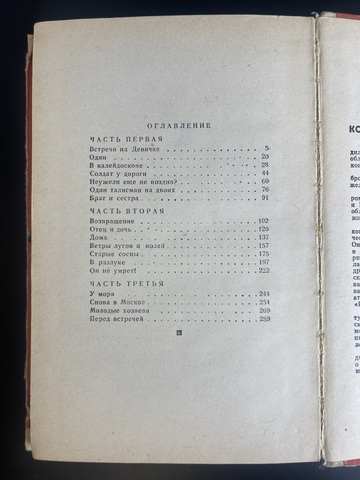 ОГЛАВЛЕНИЕ
ЧАСТЬ ПЕРВАЯ
Встречи на Девичке . . . . . . . . . . . . . 5
Один . . . . . . . . . . . . . . . . . . . 20
В калейдоскопе . . . . . . . . . . . . . . 28
Солдат у дороги . . . . . . . . . . . . . . 44
Неужели еще не поздно? . . . . . . . . . . 60
Один талисман на двоих . . . . . . . . . . 76
Брат и сестра . . . . . . . . . . . . . . . 91
ЧАСТЬ ВТОРАЯ
Возвращение . . . . . . . . . . . . . . . 102
Отец и дочь . . . . . . . . . . . . . . . 120
Дома . . . . . . . . . . . . . . . . . . . 137
Ветры лугов и полей . . . . . . . . . . . 157
Старые сосны . . . . . . . . . . . . . . . 175
В разлуке . . . . . . . . . . . . . . . . 197
Он не умрет! . . . . . . . . . . . . . . . 222
ЧАСТЬ ТРЕТЬЯ
У моря . . . . . . . . . . . . . . . . . . 244
Снова в Москве . . . . . . . . . . . . . . 254
Молодые хозяева . . . . . . . . . . . . . 269
Перед встречей . . . . . . . . . . . . . . 289
КО